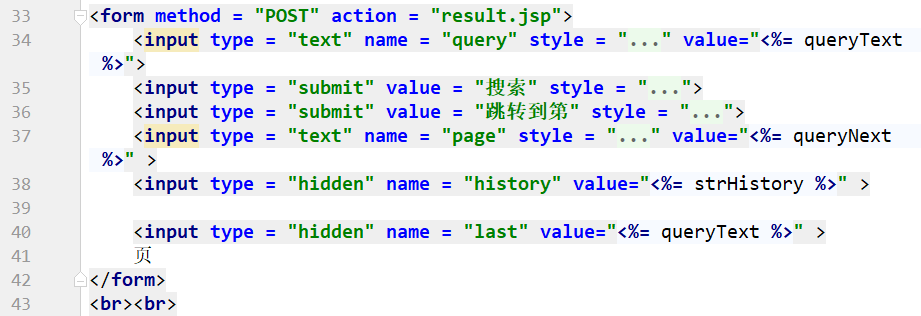 33 <form method = "POST" action = "result.jsp">
34 <input type = "text" name = "query" style = "..." value="<%= queryText
%>">
35 <input type = "submit" value = "搜索" style = "...">
36 <input type = "submit" value = "跳转到第" style = "...">
37 <input type = "text" name = "page" style = "..." value="<%= queryNext
%>" >
38 <input type = "hidden" name = "history" value="<%= strHistory %>" >
39
40 <input type = "hidden" name = "last" value="<%= queryText %>" >
41 页
42 </form>
43 <br><br>